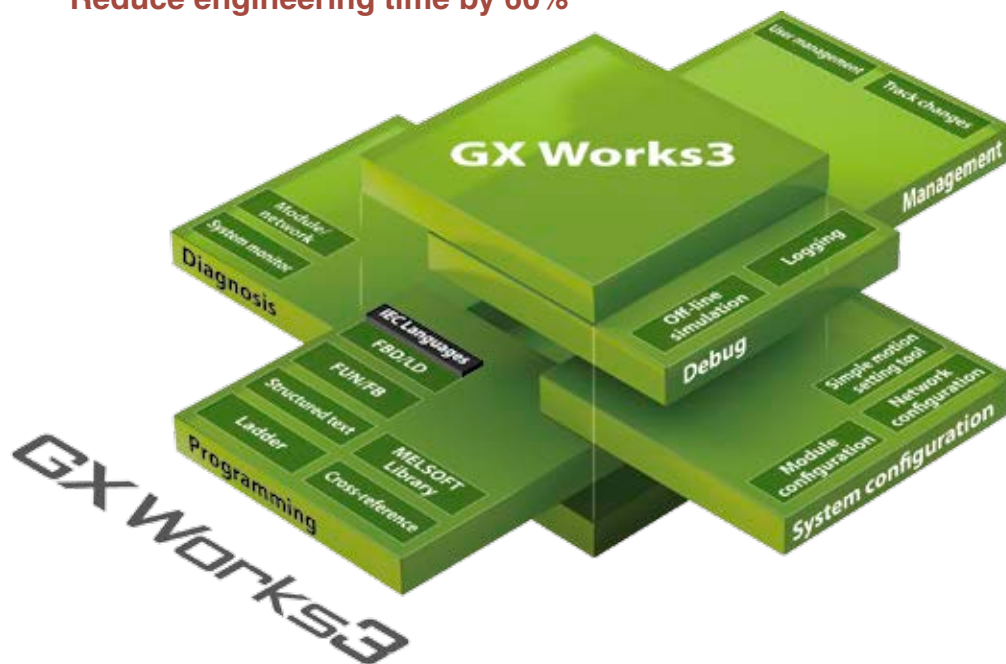 Reduce engineering time by 60%
User management
Track changes
Management
GX Works3
Module/
network
System monitor
Diagnosis
Logging
Off-line
simulation
Debug
IEC Languages
FBD/LD
FUN/FB
Structured text
Ladder
MELSOFT
Library
Cross-reference
Programming
Simple motion
setting tool
Network
configuration
Module
configuration
System configuration
GX Works3